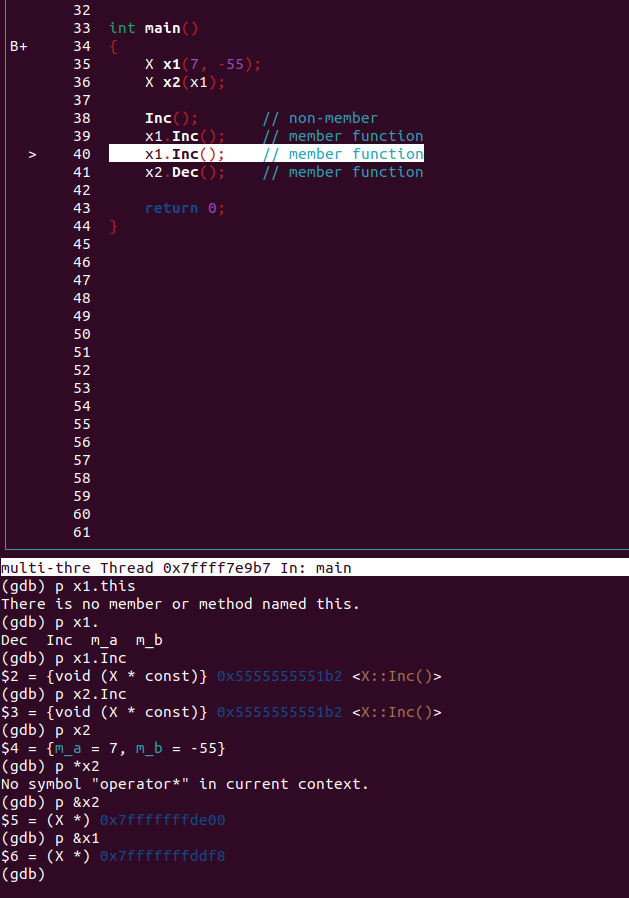 32
33 int main()
B+ 34 {
35 X x1(7, -55);
36 X x2(x1);
37
38 Inc(); // non-member
39 x1.Inc(); // member function
> 40 x1.Inc(); // member function
41 x2.Dec(); // member function
42
43 return 0;
44 }
45
46
47
48
49
50
51
52
53
54
55
56
57
58
59
60
61
multi-thre Thread 0x7ffff7e9b7 In: main
(gdb) p x1.this
There is no member or method named this.
(gdb) p x1.
Dec Inc m_a m_b
(gdb) p x1.Inc
$2 = {void (X * const)} 0x5555555551b2 <X::Inc()>
(gdb) p x2.Inc
$3 = {void (X * const)} 0x5555555551b2 <X::Inc()>
(gdb) p x2
$4 = {m_a = 7, m_b = -55}
(gdb) p *x2
No symbol "operator*" in current context.
(gdb) p &x2
$5 = (X *) 0x7fffffffde00
(gdb) p &x1
$6 = (X *) 0x7fffffffddf8
(gdb)